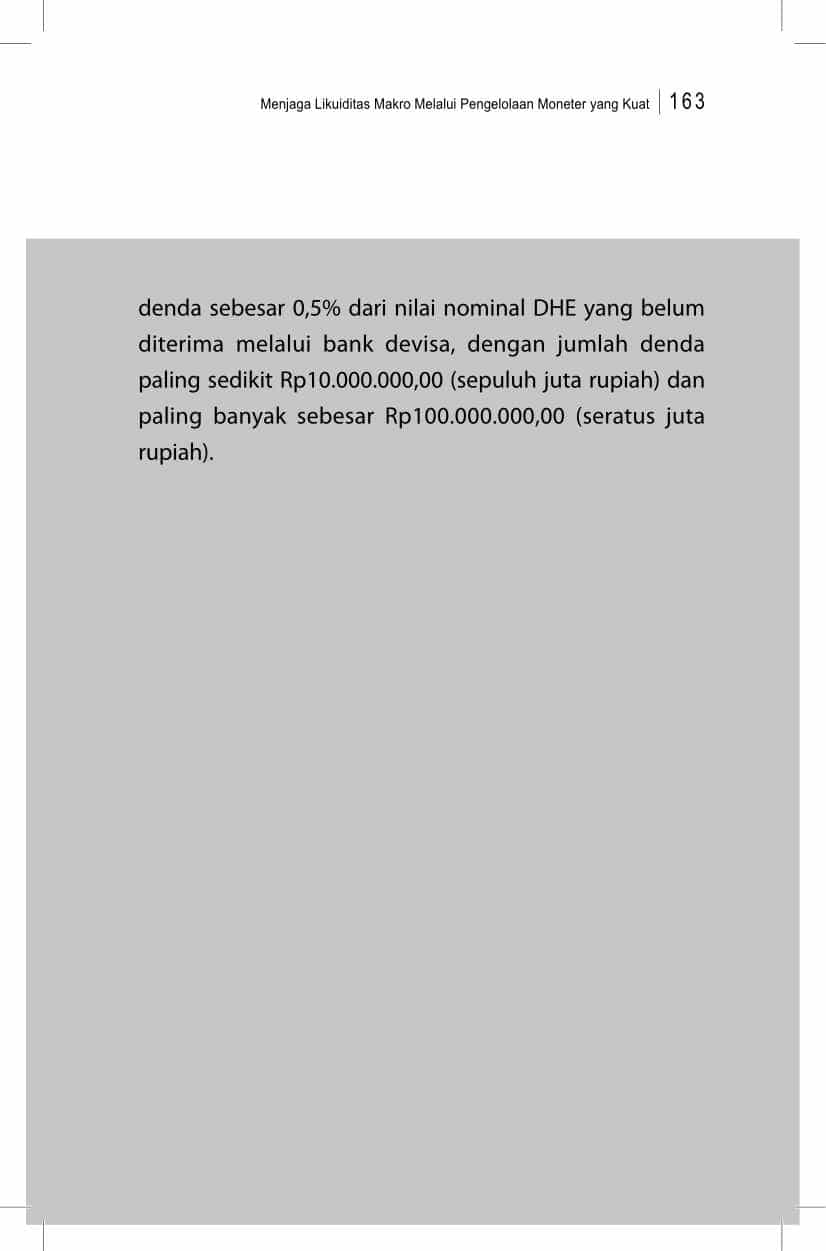 Menjaga Likuiditas Makro Melalui Pengelolaan Moneter yang Kuat 163
denda sebesar 0,5% dari nilai nominal DHE yang belum
diterima melalui bank devisa, dengan jumlah denda
paling sedikit Rp10.000.000,00 (sepuluh juta rupiah) dan
paling banyak sebesar Rp100.000.000,00 (seratus juta
rupiah).